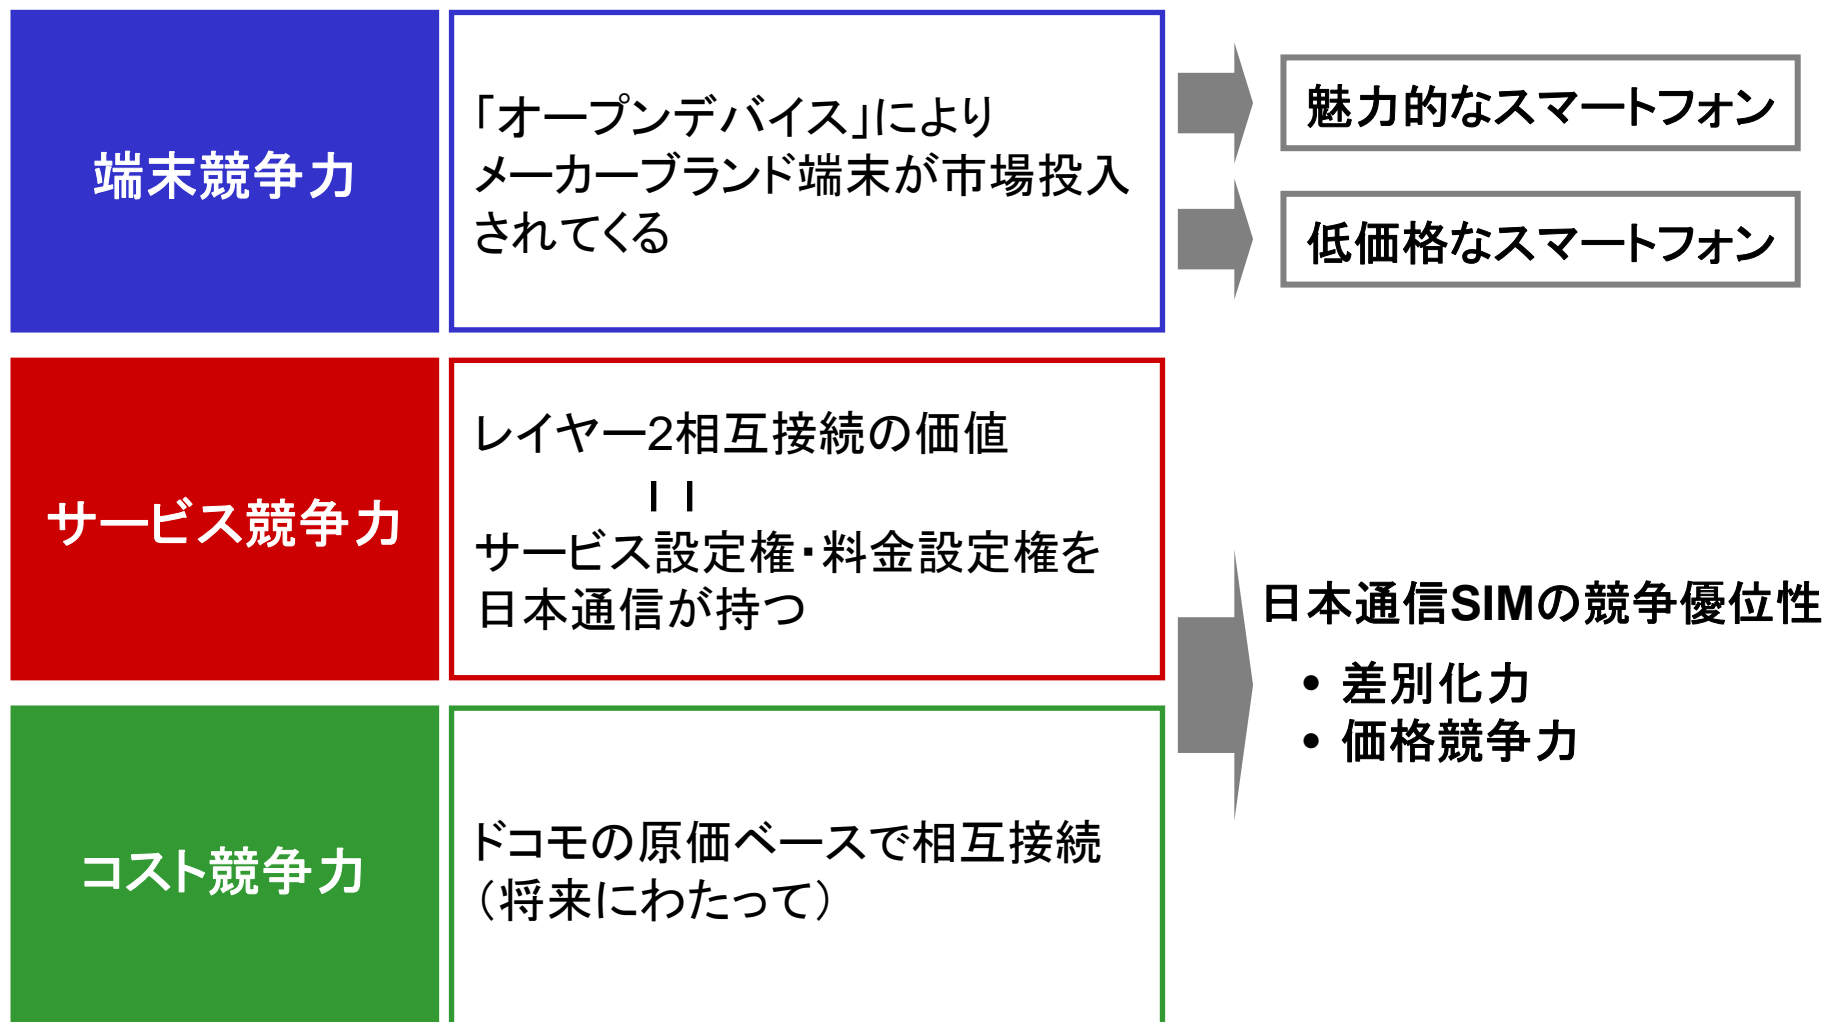 端末競争力
「オープンデバイス」により
メーカーブランド端末が市場投入
されてくる
魅力的なスマートフォン
低価格なスマートフォン
サービス競争力
レイヤー2相互接続の価値
サービス設定権・料金設定権を
日本通信が持つ
コスト競争力
ドコモの原価ベースで相互接続
（将来にわたって）
日本通信SIMの競争優位性
• 差別化力
• 価格競争力